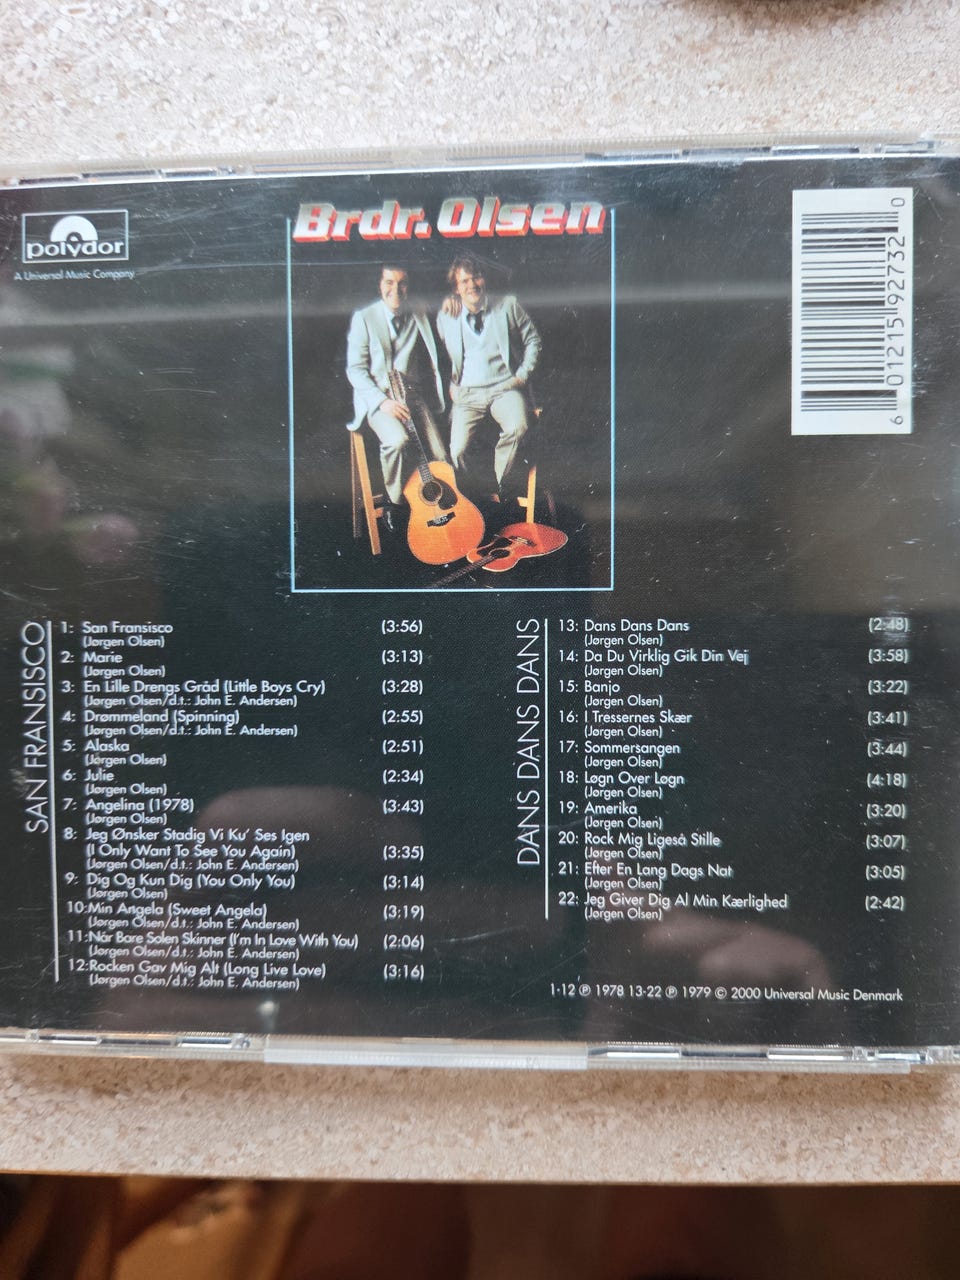 Brdr. Olsen
polydor
A Universal Music Company
6 01215 92732 0
SAN FRANSISCO
1: San Fransisco (3:56)
(Jørgen Olsen)
2: Marie (3:13)
(Jørgen Olsen)
3: En Lille Drengs Gråd (Little Boys Cry) (3:28)
(Jørgen Olsen/d.t.: John E. Andersen)
4: Drømmeland (Spinning) (2:55)
(Jørgen Olsen/d.t.: John E. Andersen)
5: Alaska (2:51)
(Jørgen Olsen)
6: Julie (2:34)
(Jørgen Olsen)
7: Angelina (1978) (3:43)
(Jørgen Olsen)
8: Jeg Ønsker Stadig Vi Ku' Ses Igen
(I Only Want To See You Again) (3:35)
(Jørgen Olsen/d.t.: John E. Andersen)
9: Dig Og Kun Dig (You Only You) (3:14)
(Jørgen Olsen)
10: Min Angela (Sweet Angela) (3:19)
(Jørgen Olsen/d.t.: John E. Andersen)
11: Når Bare Solen Skinner (I'm In Love With You) (2:06)
(Jørgen Olsen/d.t.: John E. Andersen)
12: Rocken Gav Mig Alt (Long Live Love) (3:16)
(Jørgen Olsen/d.t.: John E. Andersen)
DANS DANS DANS
13: Dans Dans Dans (2:48)
(Jørgen Olsen)
14: Da Du Virklig Gik Din Vej (3:58)
(Jørgen Olsen)
15: Banjo (3:22)
(Jørgen Olsen)
16: I Tressernes Skær (3:41)
(Jørgen Olsen)
17: Sommersangen (3:44)
(Jørgen Olsen)
18: Løgn Over Løgn (4:18)
(Jørgen Olsen)
19: Amerika (3:20)
(Jørgen Olsen)
20: Rock Mig Ligeså Stille (3:07)
(Jørgen Olsen)
21: Efter En Lang Dags Nat (3:05)
(Jørgen Olsen)
22: Jeg Giver Dig Al Min Kærlighed (2:42)
(Jørgen Olsen)
1-12 ℗ 1978 13-22 ℗ 1979 © 2000 Universal Music Denmark